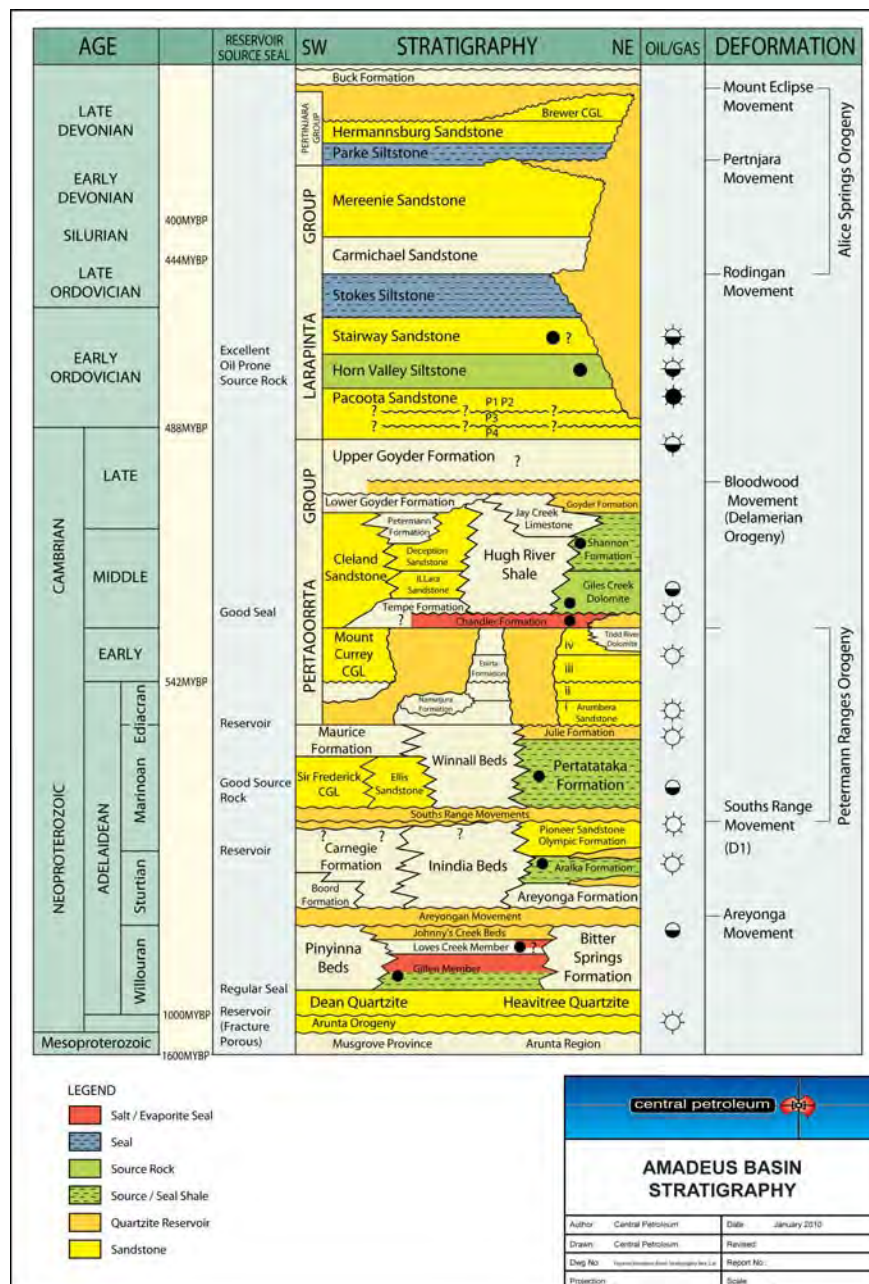 AGE
RESERVOIR
SOURCE SEAL
SW
STRATIGRAPHY
NE
OIL/GAS
DEFORMATION
Buck Formation
Mount Eclipse
Movement
LATE
DEVONIAN
PERTINJARA
GROUP
Brewer CGL
Hermannsburg Sandstone
Parke Siltstone
Pertnjara
Movement
Alice Springs Orogeny
EARLY
DEVONIAN
400MYBP
Mereenie Sandstone
GROUP
SILURIAN
444MYBP
Carmichael Sandstone
LATE
ORDOVICIAN
Stokes Siltstone
Rodingan
Movement
LARAPINTA
Stairway Sandstone
?
EARLY
ORDOVICIAN
Excellent
Oil Prone
Source Rock
Horn Valley Siltstone
Pacoota Sandstone
P1 P2
? ? ?
P3
? ? ?
P4
488MYBP
CAMBRIAN
LATE
Upper Goyder Formation
?
GROUP
Bloodwood
Movement
(Delamerian
Orogeny)
Lower Goyder Formation
Goyder Formation
Jay Creek
Limestone
Petermann
Formation
Shannon
Formation
MIDDLE
Cleland
Sandstone
Deception
Sandstone
Hugh River
Shale
ILLara
Sandstone
Giles Creek
Dolomite
Good Seal
Tempe Formation
?
Chandler Formation
PERTAOORRTA
EARLY
Mount
Currey
CGL
Formation
Todd River
Dolomite
iv
iii
ii
i
Arumbera
Sandstone
Petermann Ranges Orogeny
542MYBP
Namatjira
Formation
NEOPROTEROZOIC
ADELAIDEAN
Ediacran
Reservoir
Maurice
Formation
Julie Formation
Winnall Beds
Marinoan
Pertatataka
Formation
Good Source
Rock
Sir Frederick
CGL
Ellis
Sandstone
Souths Range Movements
Souths Range
Movement
(D1)
? ? ?
Pioneer Sandstone
Olympic Formation
Reservoir
Carnegie
Formation
Inindia Beds
Aralka Formation
Sturtian
Boord
Formation
Areyonga Formation
Areyongan Movement
Areyonga
Movement
Willouran
Johnny's Creek Beds
Pinyinna
Beds
Loves Creek Member
?
Bitter
Springs
Formation
Gillen Member
Regular Seal
Dean Quartzite
Heavitree Quartzite
1000MYBP
Reservoir
(Fracture
Porous)
Arunta Orogeny
Mesoproterozoic
1600MYBP
Musgrove Province
Arunta Region
LEGEND
Salt / Evaporite Seal
Seal
Source Rock
Source / Seal Shale
Quartzite Reservoir
Sandstone
central petroleum
AMADEUS BASIN
STRATIGRAPHY
Author Central Petroleum
Date January 2010
Drawn Central Petroleum
Revised
Dwg No
Report No.
Projection
Scale